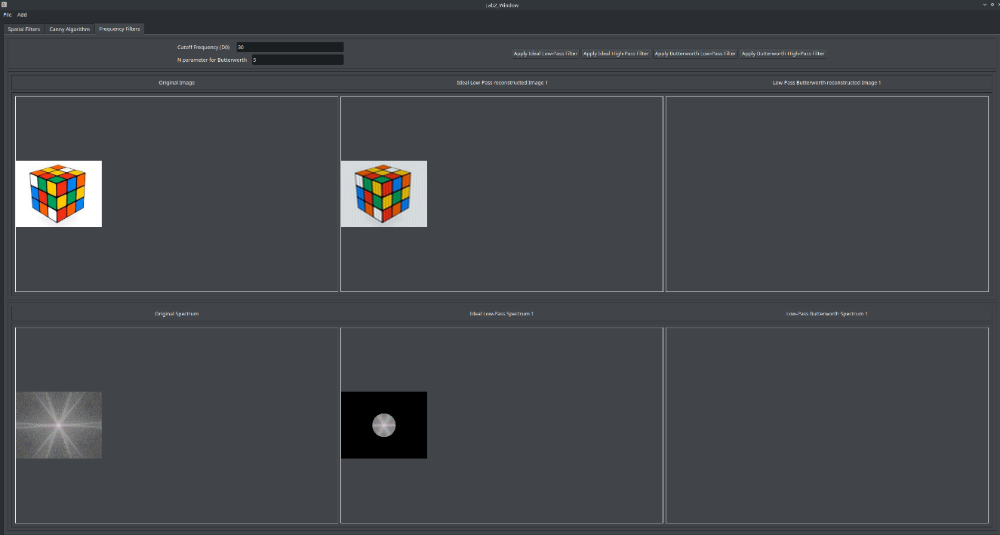 Lab2_Window
File Add
Spatial Filters Canny Algorithm Frequency Filters
Cutoff Frequency (D0) 30
N parameter for Butterworth 5
Apply Ideal Low-Pass Filter Apply Ideal High-Pass Filter Apply Butterworth Low-Pass Filter Apply Butterworth High-Pass Filter
Original Image Ideal Low-Pass reconstructed Image 1 Low-Pass Butterworth reconstructed Image 1
Original Spectrum Ideal Low-Pass Spectrum 1 Low-Pass Butterworth Spectrum 1